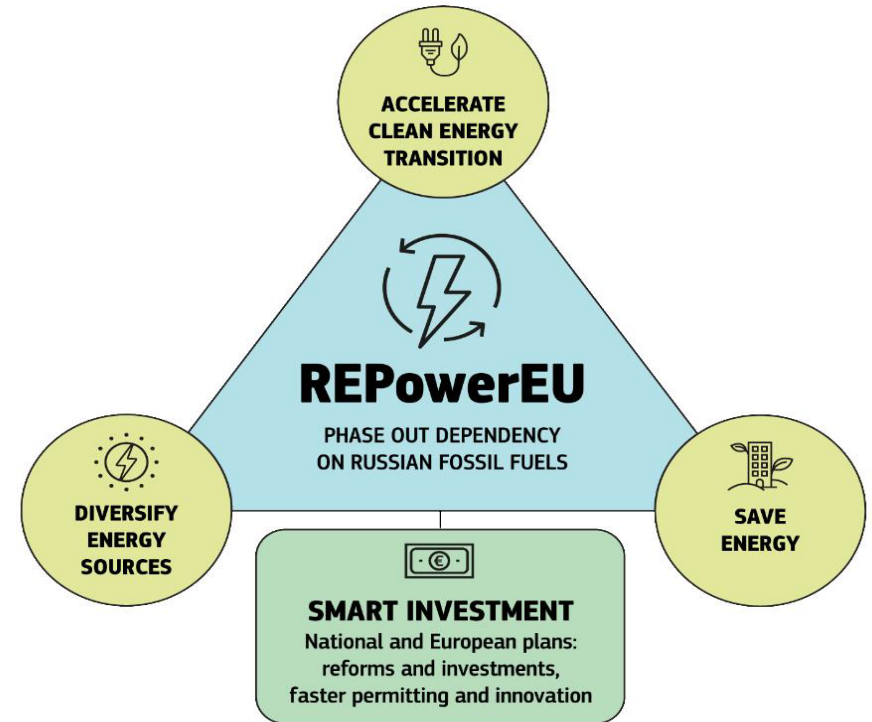 ACCELERATE
CLEAN ENERGY
TRANSITION
REPowerEU
PHASE OUT DEPENDENCY
ON RUSSIAN FOSSIL FUELS
DIVERSIFY
ENERGY
SOURCES
SAVE
ENERGY
€
SMART INVESTMENT
National and European plans:
reforms and investments,
faster permitting and innovation